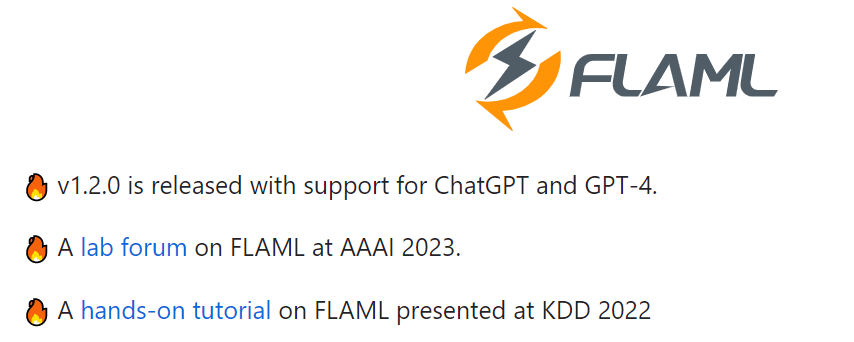 FLAML
🔥 v1.2.0 is released with support for ChatGPT and GPT-4.
🔥 A lab forum on FLAML at AAAI 2023.
🔥 A hands-on tutorial on FLAML presented at KDD 2022